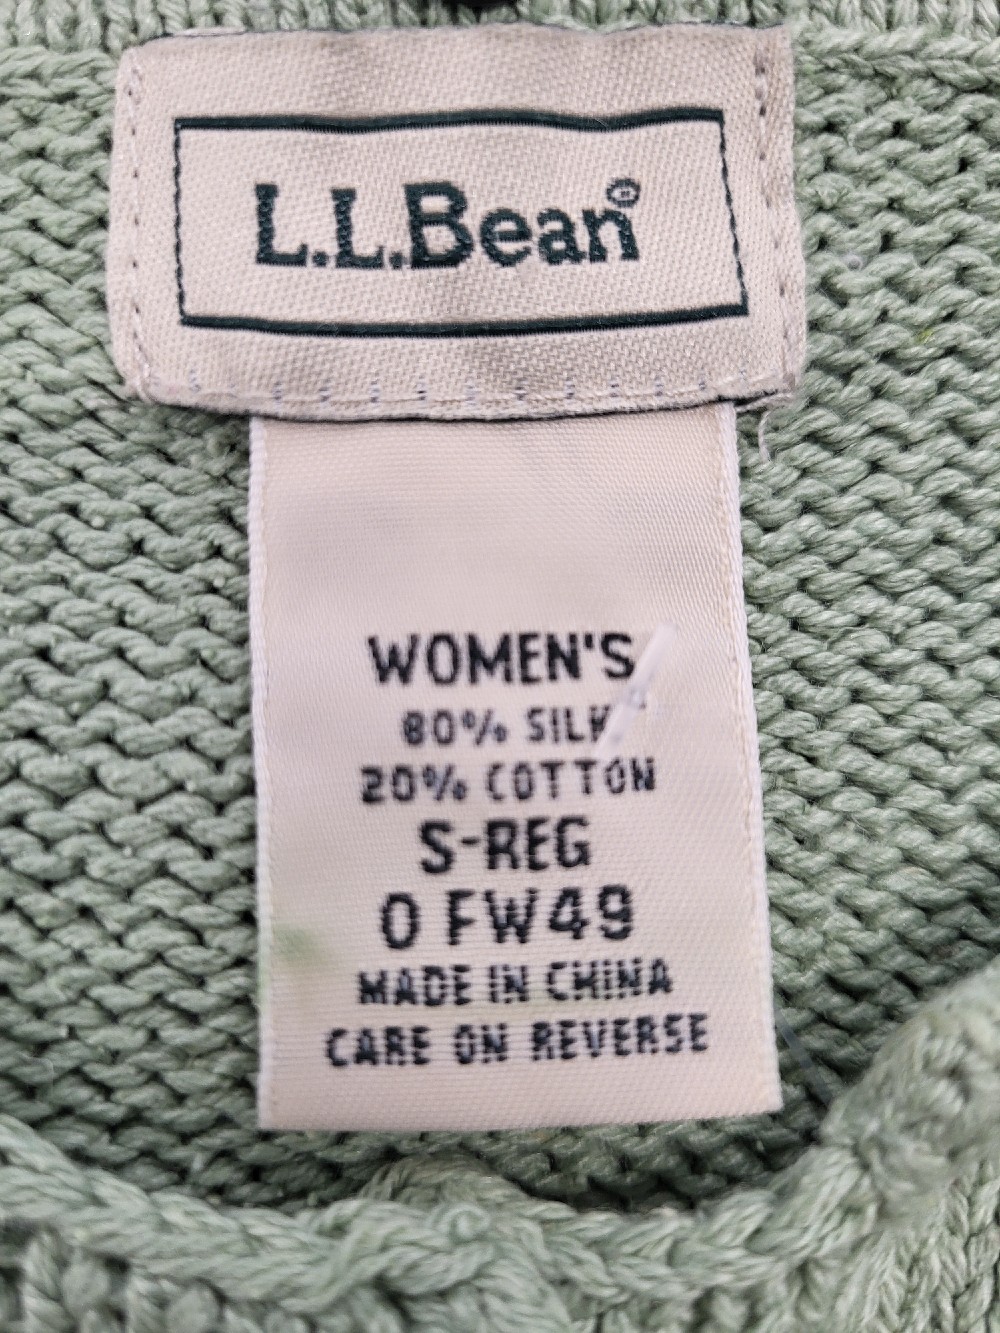 L.L.Bean®
WOMEN'S
80% SILK
20% COTTON
S-REG
0 FW49
MADE IN CHINA
CARE ON REVERSE